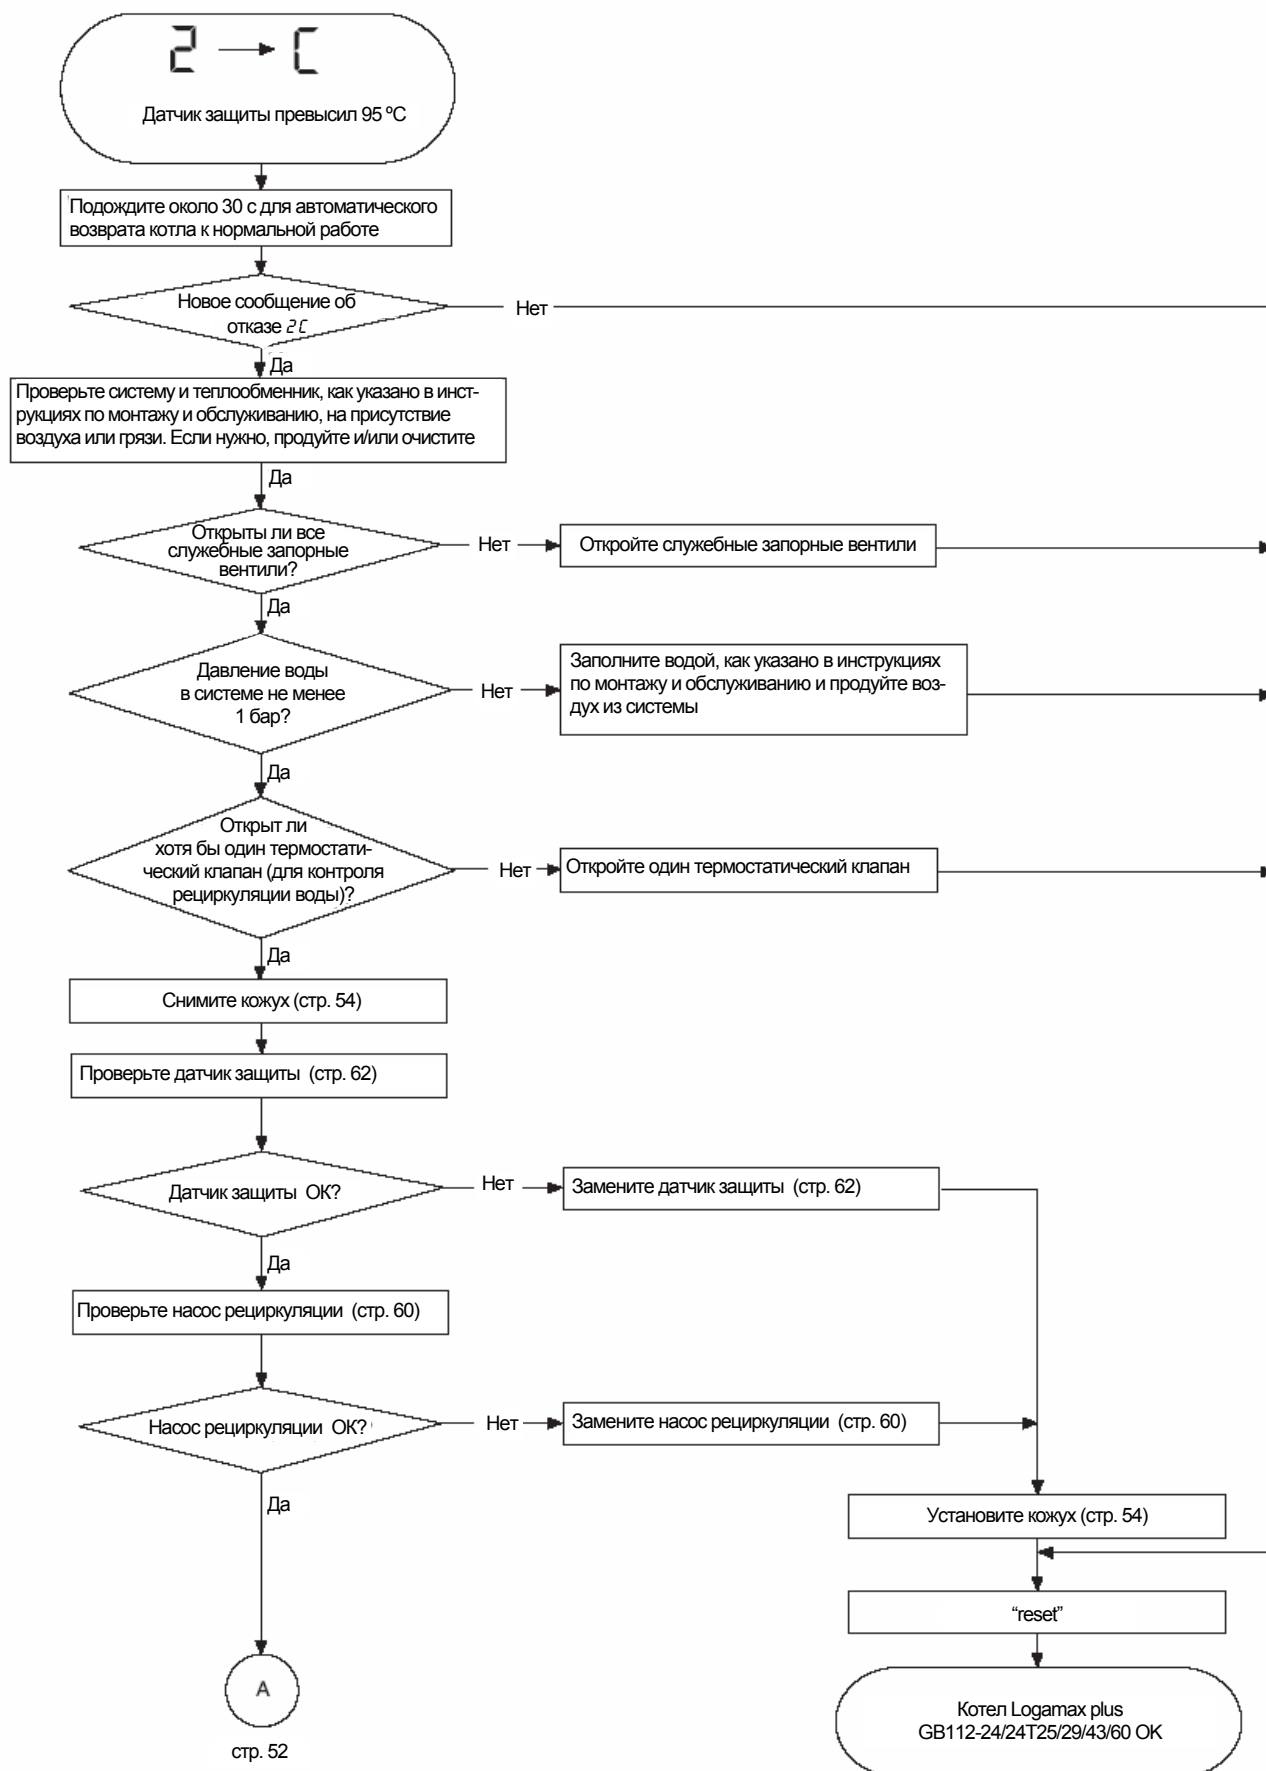 2 → C
Датчик защиты превысил 95 ºC
Подождите около 30 с для автоматического
возврата котла к нормальной работе
Новое сообщение об
отказе 2C
Нет
Да
Проверьте систему и теплообменник, как указано в инст-
рукциях по монтажу и обслуживанию, на присутствие
воздуха или грязи. Если нужно, продуйте и/или очистите
Да
Открыты ли все
служебные запорные
вентили?
Нет
Откройте служебные запорные вентили
Да
Давление воды
в системе не менее
1 бар?
Нет
Заполните водой, как указано в инструкциях
по монтажу и обслуживанию и продуйте воз-
дух из системы
Да
Открыт ли
хотя бы один термостати-
ческий клапан (для контроля
рециркуляции воды)?
Нет
Откройте один термостатический клапан
Да
Снимите кожух (стр. 54)
Проверьте датчик защиты (стр. 62)
Датчик защиты ОК?
Нет
Замените датчик защиты (стр. 62)
Да
Проверьте насос рециркуляции (стр. 60)
Насос рециркуляции ОК?
Нет
Замените насос рециркуляции (стр. 60)
Да
Установите кожух (стр. 54)
“reset”
A
стр. 52
Котел Logamax plus
GB112-24/24T25/29/43/60 OK